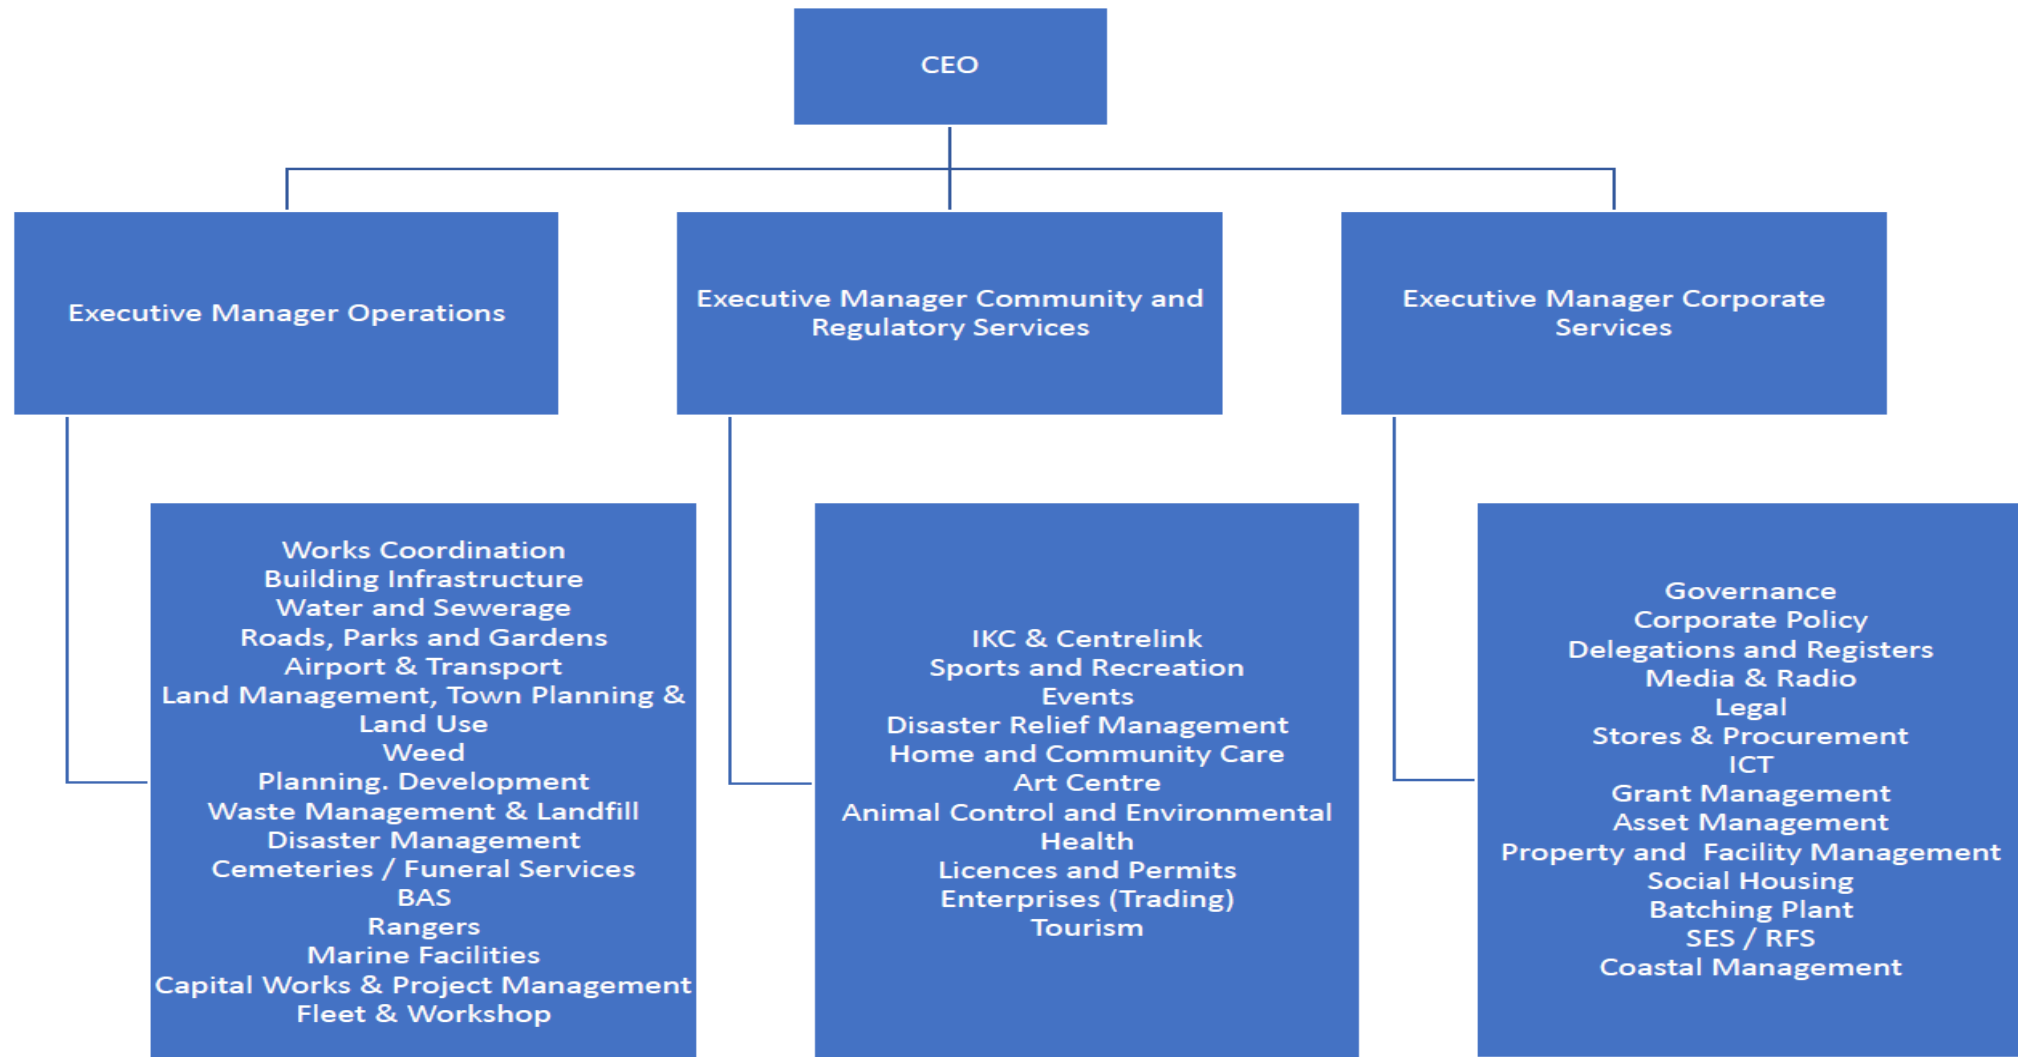 CEO
Executive Manager Operations
Executive Manager Community and
Regulatory Services
Executive Manager Corporate
Services
Works Coordination
Building Infrastructure
Water and Sewerage
Roads, Parks and Gardens
Airport & Transport
Land Management, Town Planning &
Land Use
Weed
Planning. Development
Waste Management & Landfill
Disaster Management
Cemeteries / Funeral Services
BAS
Rangers
Marine Facilities
Capital Works & Project Management
Fleet & Workshop
IKC & Centrelink
Sports and Recreation
Events
Disaster Relief Management
Home and Community Care
Art Centre
Animal Control and Environmental
Health
Licences and Permits
Enterprises (Trading)
Tourism
Governance
Corporate Policy
Delegations and Registers
Media & Radio
Legal
Stores & Procurement
ICT
Grant Management
Asset Management
Property and  Facility Management
Social Housing
Batching Plant
SES / RFS
Coastal Management